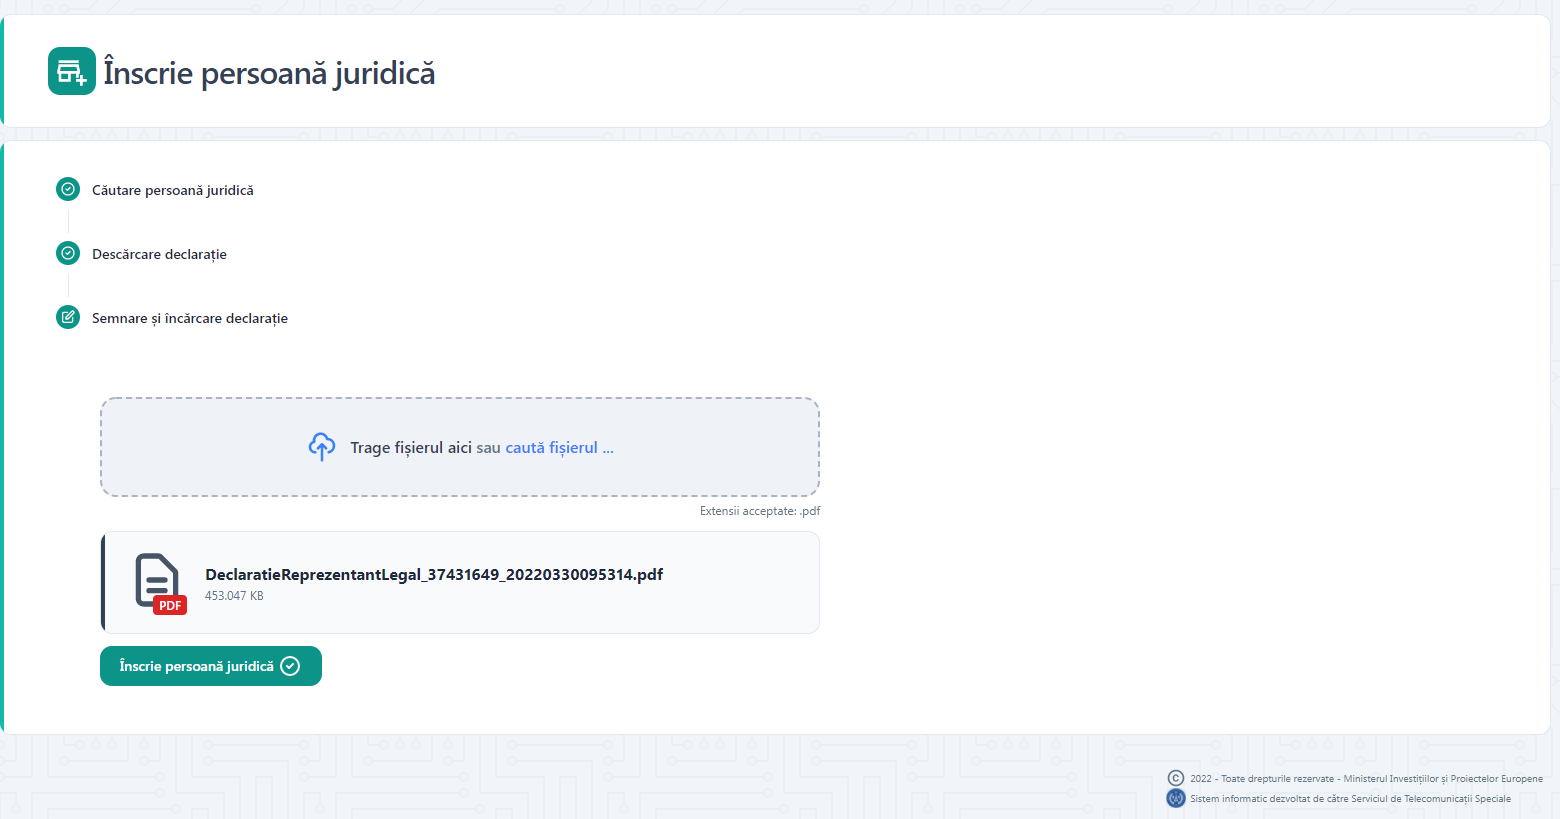 Înscrie persoană juridică
Căutare persoană juridică
Descărcare declarație
Semnare și încărcare declarație
Trage fișierul aici sau caută fișierul ...
Extensii acceptate: .pdf
DeclaratieReprezentantLegal_37431649_20220330095314.pdf
453.047 KB
PDF
Înscrie persoană juridică
© 2022 - Toate drepturile rezervate - Ministerul Investițiilor și Proiectelor Europene
Sistem informatic dezvoltat de către Serviciul de Telecomunicații Speciale